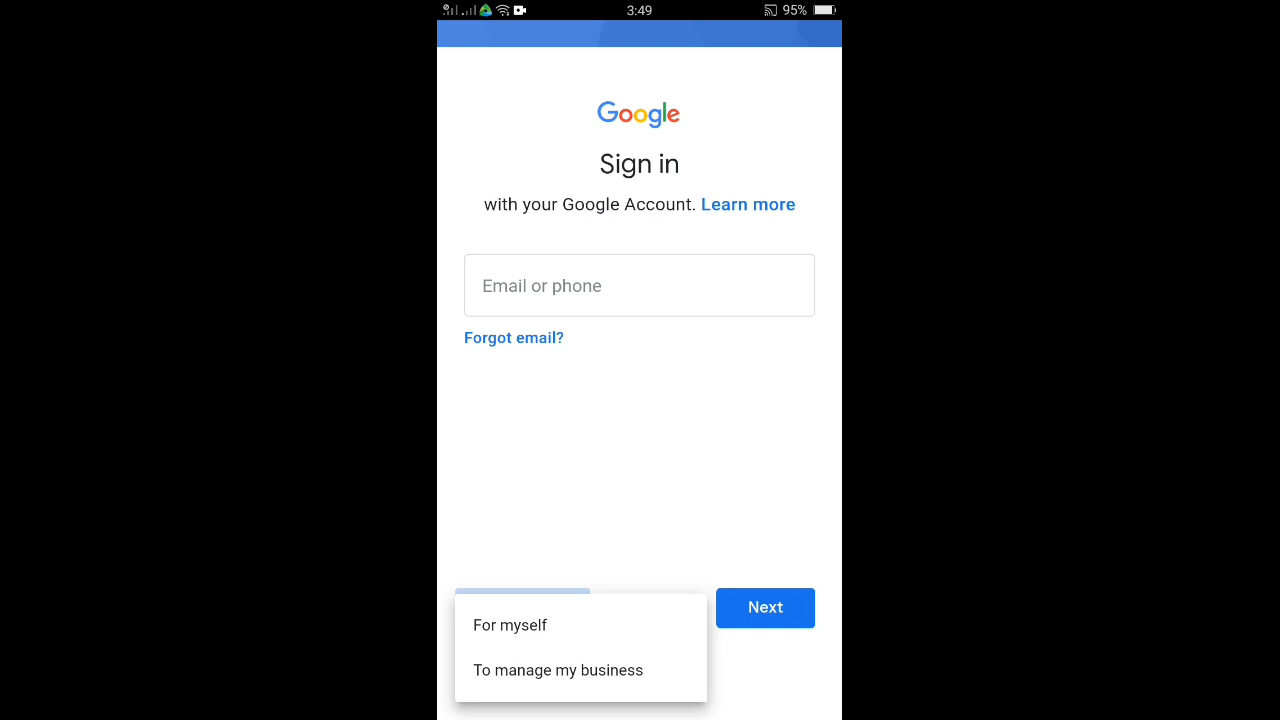 3:49
95%
Google
Sign in
with your Google Account. Learn more
Email or phone
Forgot email?
Next
For myself
To manage my business